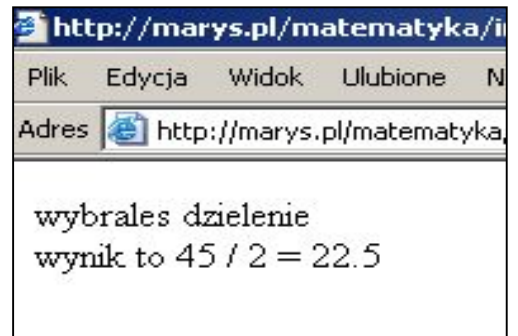 http://marys.pl/matematyka/i
Plik Edycja Widok Ulubione N
Adres http://marys.pl/matematyka
wybrales dzielenie
wynik to 45 / 2 = 22.5